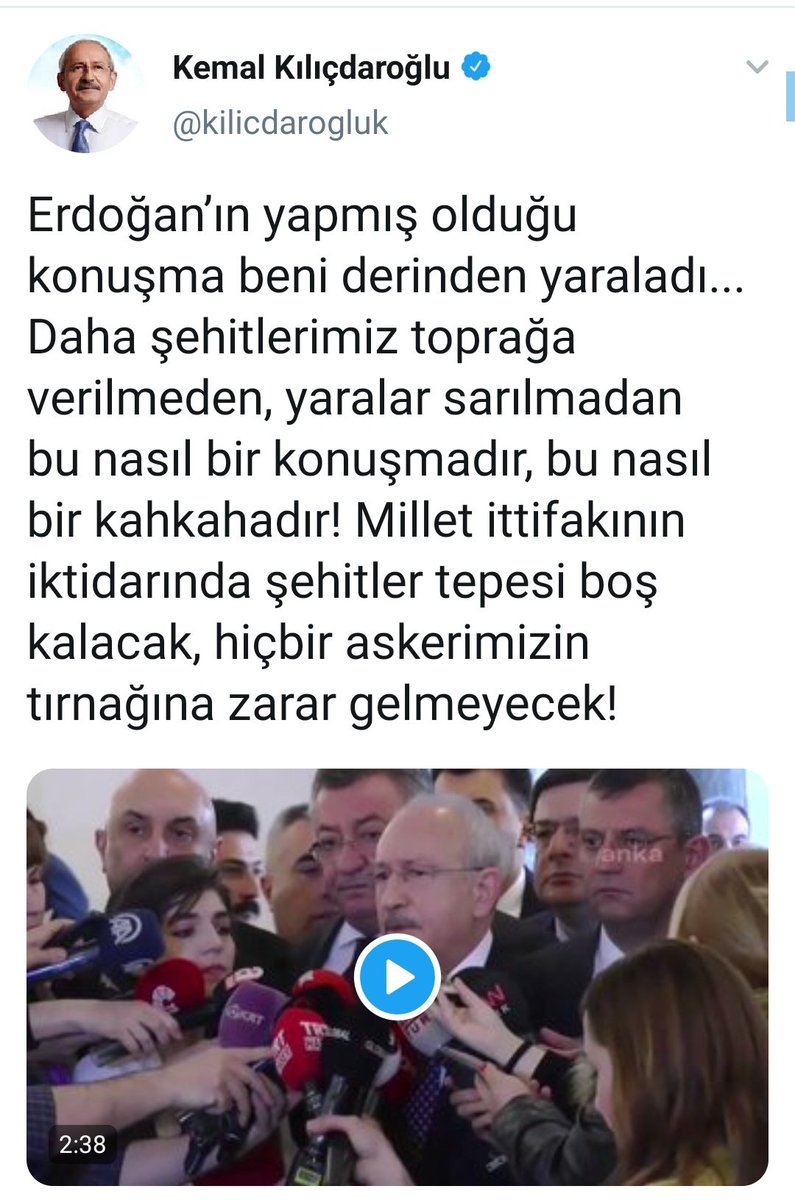 Kemal Kılıçdaroğlu
@kilicdarogluk
Erdoğan’ın yapmış olduğu
konuşma beni derinden yaraladı...
Daha şehitlerimiz toprağa
verilmeden, yaralar sarılmadan
bu nasıl bir konuşmadır, bu nasıl
bir kahkahadır! Millet ittifakının
iktidarında şehitler tepesi boş
kalacak, hiçbir askerimizin
tırnağına zarar gelmeyecek!
anka
2:38